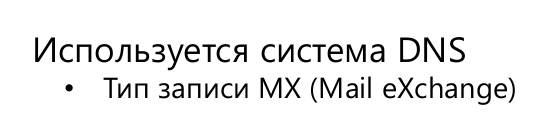 Используется система DNS
• Тип записи MX (Mail eXchange)